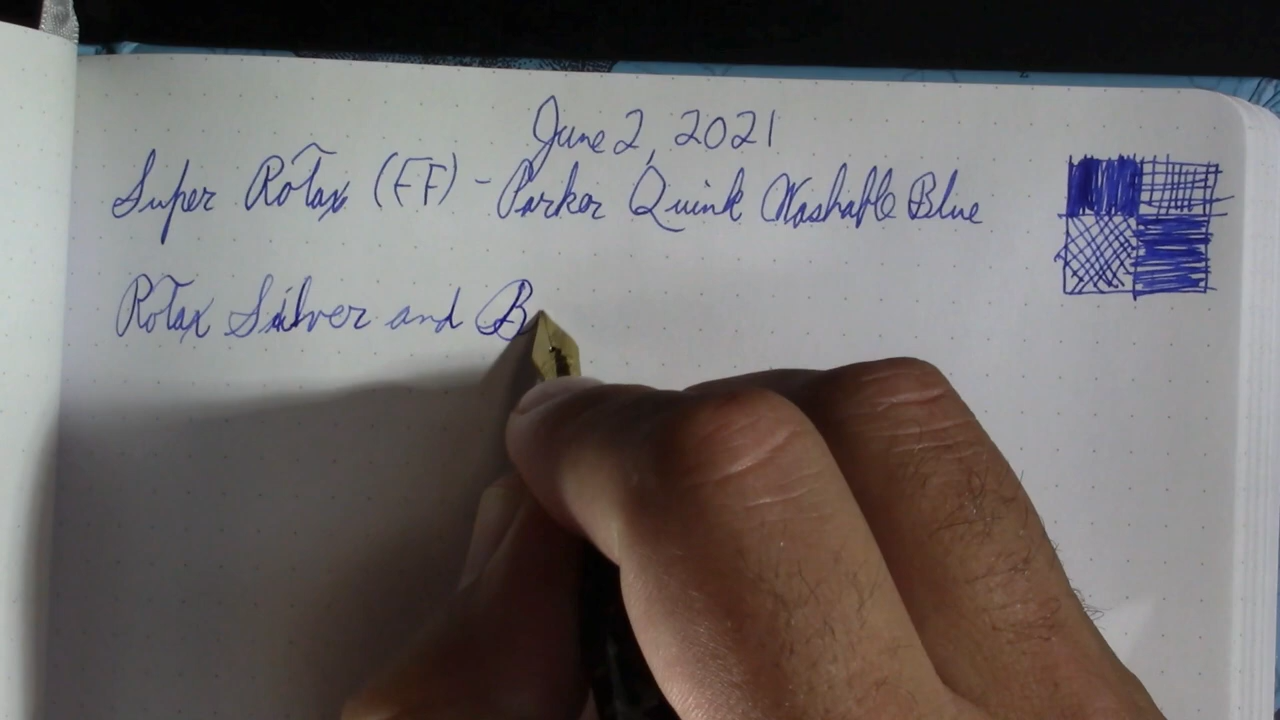 June 2, 2021
Super Rotax (EF) - Parker Quink Washable Blue
Rotax Silver and B